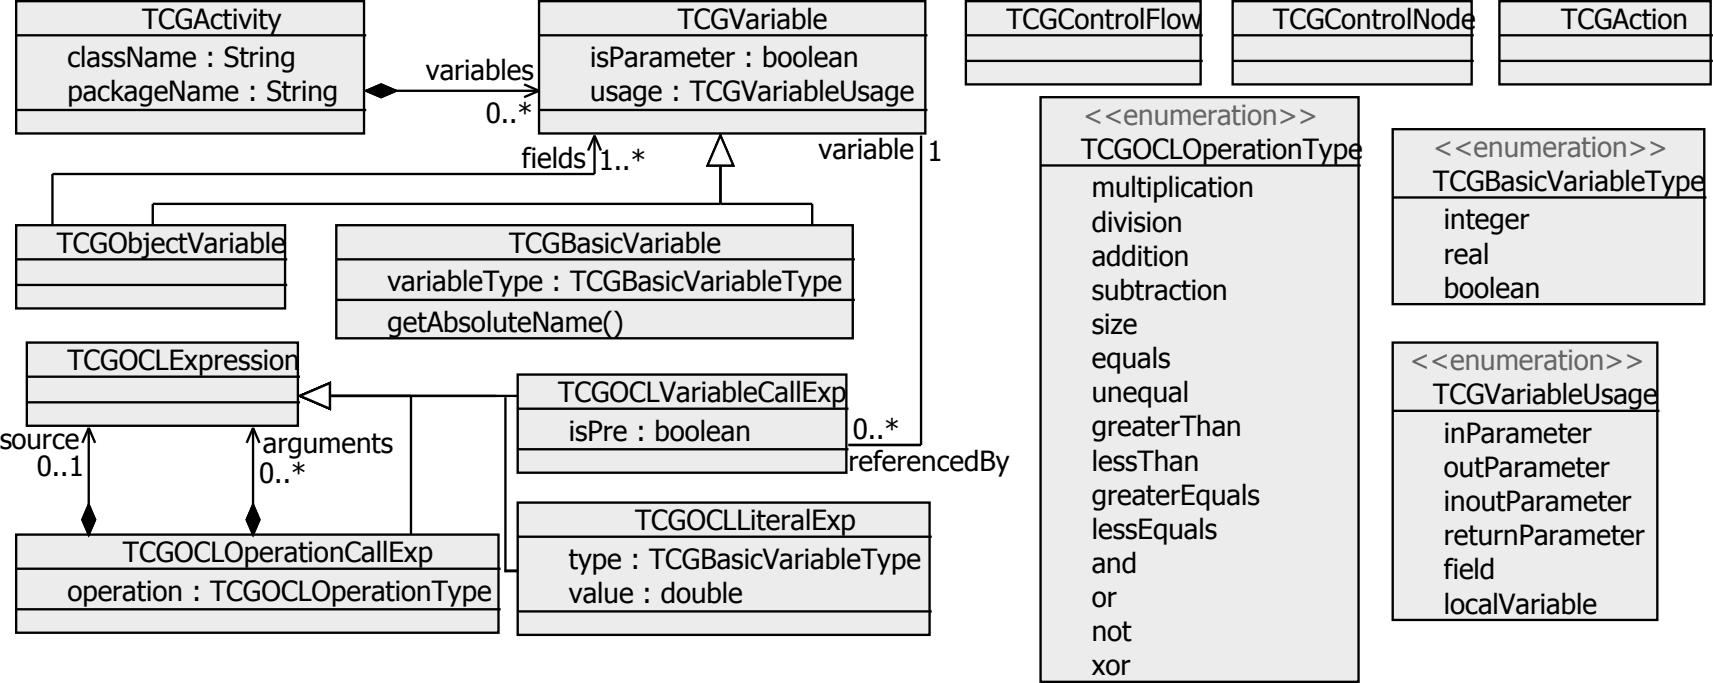 TCGActivity
className : String
packageName : String
variables
0..*
TCGVariable
isParameter : boolean
usage : TCGVariableUsage
fields
1..*
variable
1
TCGObjectVariable
TCGBasicVariable
variableType : TCGBasicVariableType
getAbsoluteName()
TCGOCLExpression
source
0..1
arguments
0..*
TCGOCLVariableCallExp
isPre : boolean
0..*
referencedBy
TCGOCLOperationCallExp
operation : TCGOCLOperationType
TCGOCLLiteralExp
type : TCGBasicVariableType
value : double
TCGControlFlow
TCGControlNode
TCGAction
<<enumeration>>
TCGOCLOperationType
multiplication
division
addition
subtraction
size
equals
unequal
greaterThan
lessThan
greaterEquals
lessEquals
and
or
not
xor
<<enumeration>>
TCGBasicVariableType
integer
real
boolean
<<enumeration>>
TCGVariableUsage
inParameter
outParameter
inoutParameter
returnParameter
field
localVariable